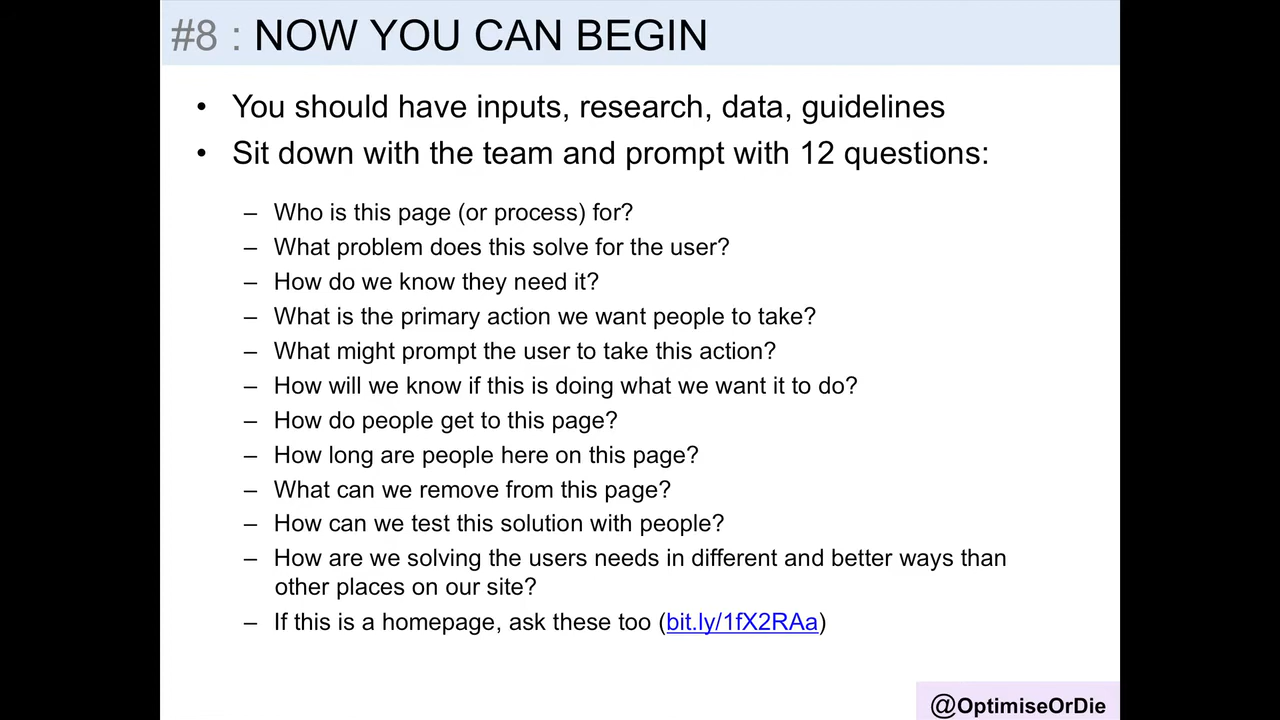 #8 : NOW YOU CAN BEGIN
• You should have inputs, research, data, guidelines
• Sit down with the team and prompt with 12 questions:
– Who is this page (or process) for?
– What problem does this solve for the user?
– How do we know they need it?
– What is the primary action we want people to take?
– What might prompt the user to take this action?
– How will we know if this is doing what we want it to do?
– How do people get to this page?
– How long are people here on this page?
– What can we remove from this page?
– How can we test this solution with people?
– How are we solving the users needs in different and better ways than
other places on our site?
– If this is a homepage, ask these too (bit.ly/1fX2RAa)
@OptimiseOrDie